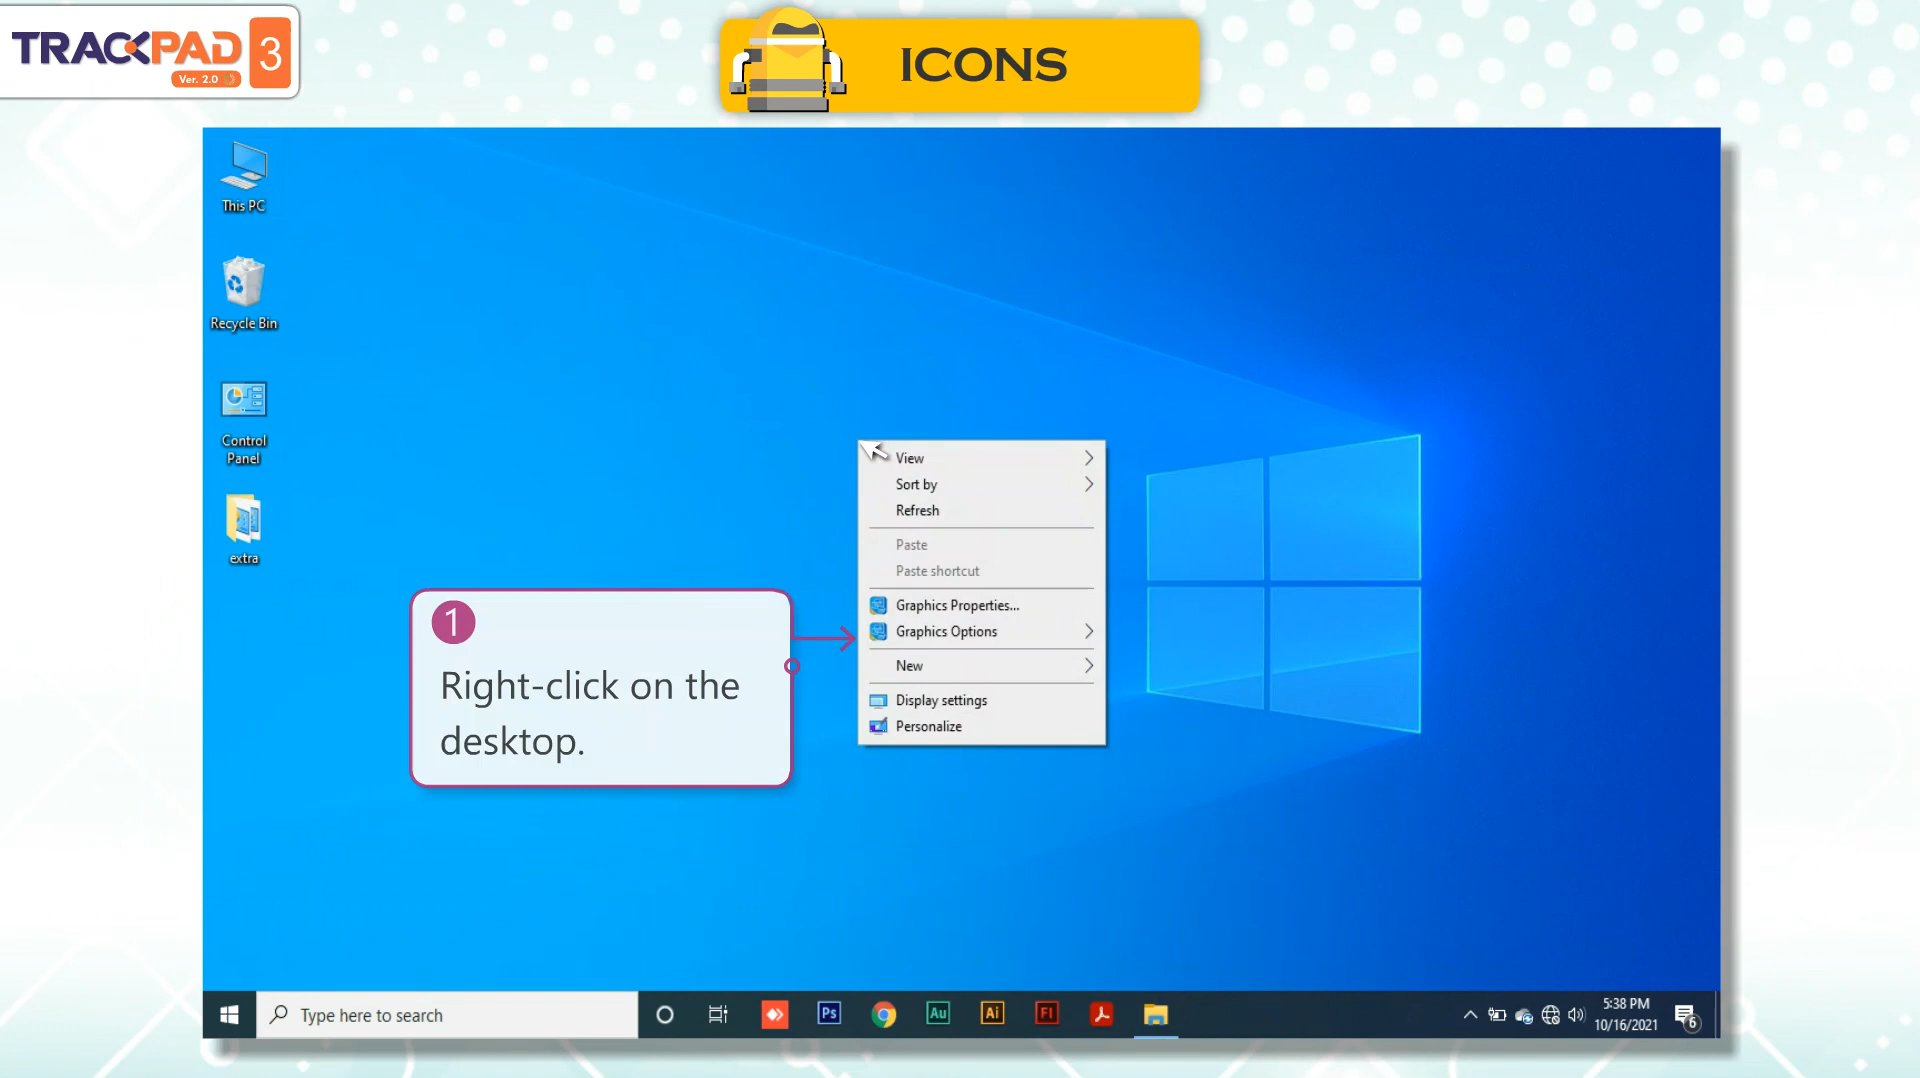 TRACKPAD 3
Ver. 2.0
ICONS
This PC
Recycle Bin
Control
Panel
extra
View
Sort by
Refresh
Paste
Paste shortcut
Graphics Properties...
Graphics Options
New
Display settings
Personalize
1
Right-click on the
desktop.
Type here to search
Ps
Au
Ai
Fl
5:38 PM
10/16/2021
6